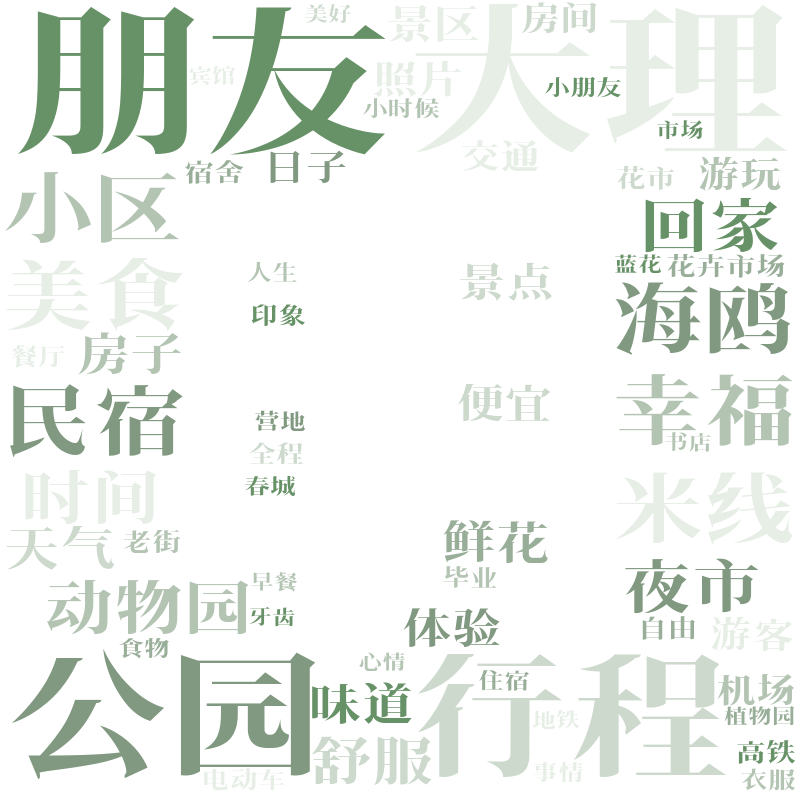 朋友
美好
景区
大理
房间
宾馆
照片
小朋友
小时候
市场
交通
宿舍
日子
花市
游玩
小区
回家
美食
人生
景点
蓝花
花卉市场
印象
海鸥
餐厅
房子
民宿
便宜
幸福
营地
书店
全程
时间
春城
米线
天气
老街
鲜花
早餐
毕业
夜市
动物园
牙齿
体验
自由
游客
食物
公园
心情
行程
味道
住宿
机场
地铁
植物园
舒服
高铁
电动车
事情
衣服